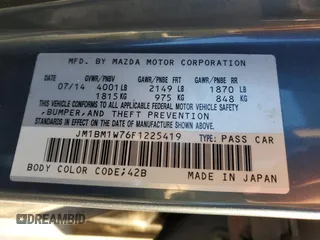 MFD. BY MAZDA MOTOR CORPORATION
07/14 GVWR/PNBV 4001 LB GAWR/PNBE FRT 2149 LB GAWR/PNBE RR 1870 LB
1815 KG 975 KG 848 KG
THIS VEHICLE CONFORMS TO ALL APPLICABLE FEDERAL MOTOR VEHICLE SAFETY
,BUMPER,AND THEFT PREVENTION
STANDARDS IN EFFECT ON THE DATE OF MANUFACTURE SHOWN ABOVE.
JM1BM1W76F1225419 TYPE: PASS CAR
BODY COLOR CODE;42B MADE IN JAPAN
DREAMBID